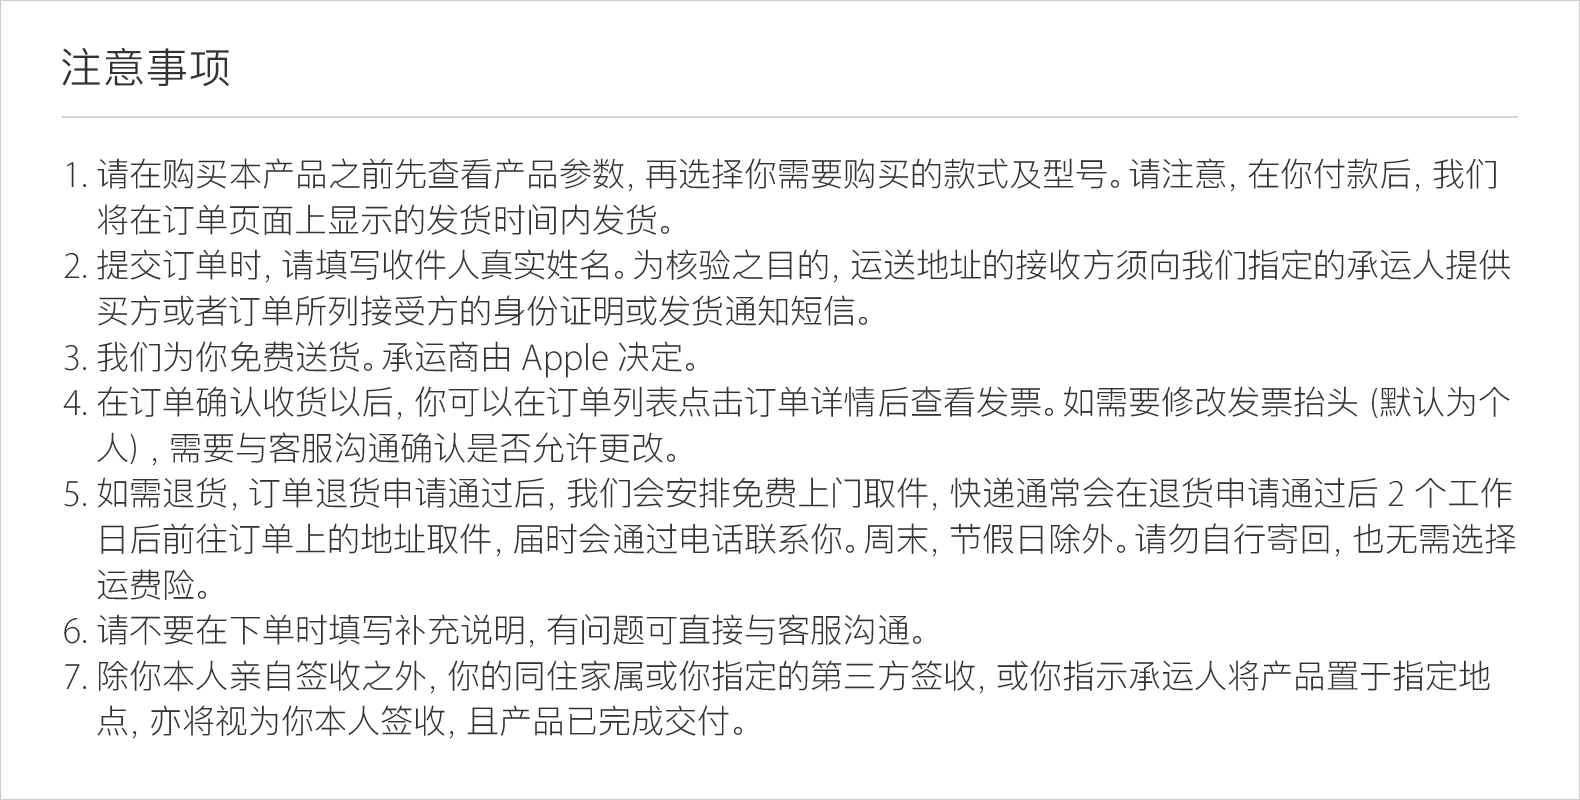 注意事项
1. 请在购买本产品之前先查看产品参数, 再选择你需要购买的款式及型号。请注意, 在你付款后, 我们
将在订单页面上显示的发货时间内发货。
2. 提交订单时, 请填写收件人真实姓名。为核验之目的, 运送地址的接收方须向我们指定的承运人提供
买方或者订单所列接受方的身份证明或发货通知短信。
3. 我们为你免费送货。承运商由 Apple 决定。
4. 在订单确认收货以后, 你可以在订单列表点击订单详情后查看发票。如需要修改发票抬头 (默认为个
人) , 需要与客服沟通确认是否允许更改。
5. 如需退货, 订单退货申请通过后, 我们会安排免费上门取件, 快递通常会在退货申请通过后 2 个工作
日后前往订单上的地址取件, 届时会通过电话联系你。周末, 节假日除外。请勿自行寄回, 也无需选择
运费险。
6. 请不要在下单时填写补充说明, 有问题可直接与客服沟通。
7. 除你本人亲自签收之外, 你的同住家属或你指定的第三方签收, 或你指示承运人将产品置于指定地
点, 亦将视为你本人签收, 且产品已完成交付。